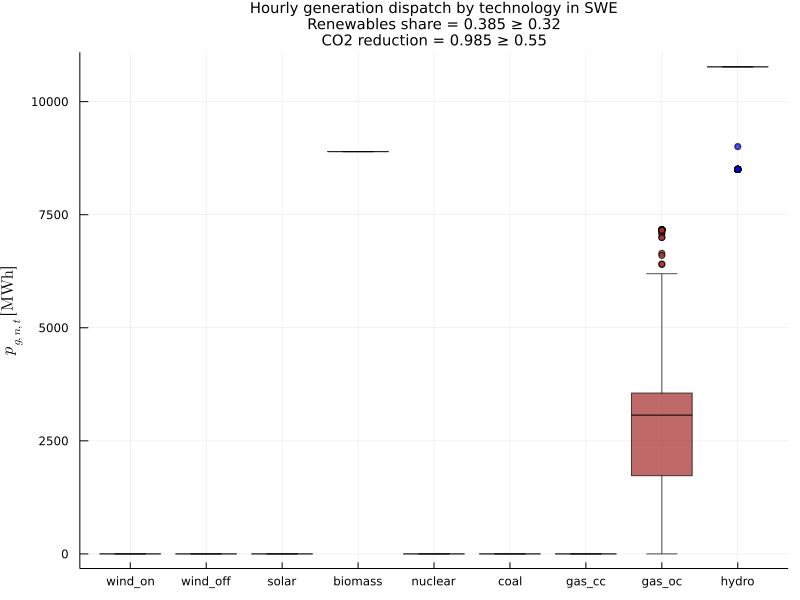 Hourly generation dispatch by technology in SWE
Renewables share = 0.385 ≥ 0.32
CO2 reduction = 0.985 ≥ 0.55
p_{g,n,t} [MWh]
10000
7500
5000
2500
0
wind_on wind_off solar biomass nuclear coal gas_cc gas_oc hydro